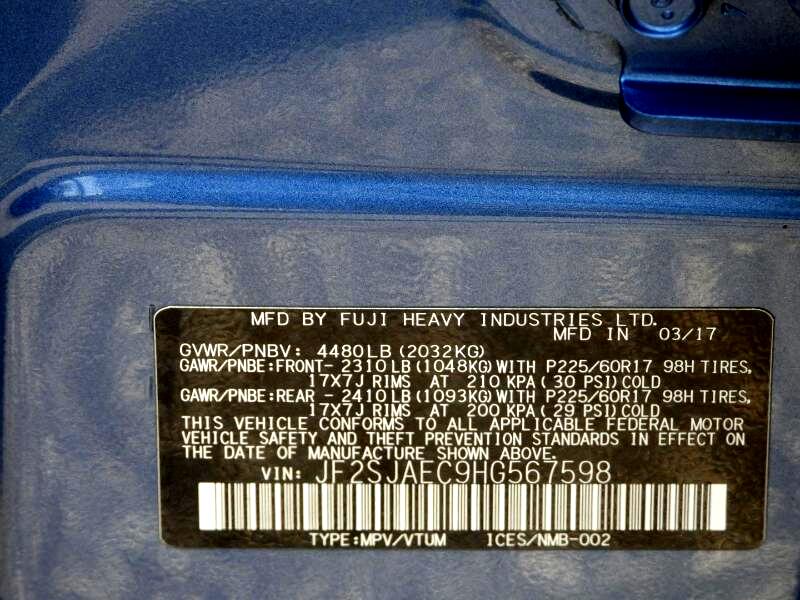 MFD BY FUJI HEAVY INDUSTRIES LTD.
MFD IN 03/17
GVWR/PNBV: 4480LB (2032KG)
GAWR/PNBE:FRONT- 2310LB (1048KG)WITH P225/60R17 98H TIRES,
17X7J RIMS AT 210 KPA( 30 PSI)COLD
GAWR/PNBE:REAR - 2410LB (1093KG)WITH P225/60R17 98H TIRES,
17X7J RIMS AT 200 KPA( 29 PSI)COLD
THIS VEHICLE CONFORMS TO ALL APPLICABLE FEDERAL MOTOR
VEHICLE SAFETY AND THEFT PREVENTION STANDARDS IN EFFECT ON
THE DATE OF MANUFACTURE SHOWN ABOVE.
VIN: JF2SJAEC9HG567598
TYPE:MPV/VTUM ICES/NMB-002